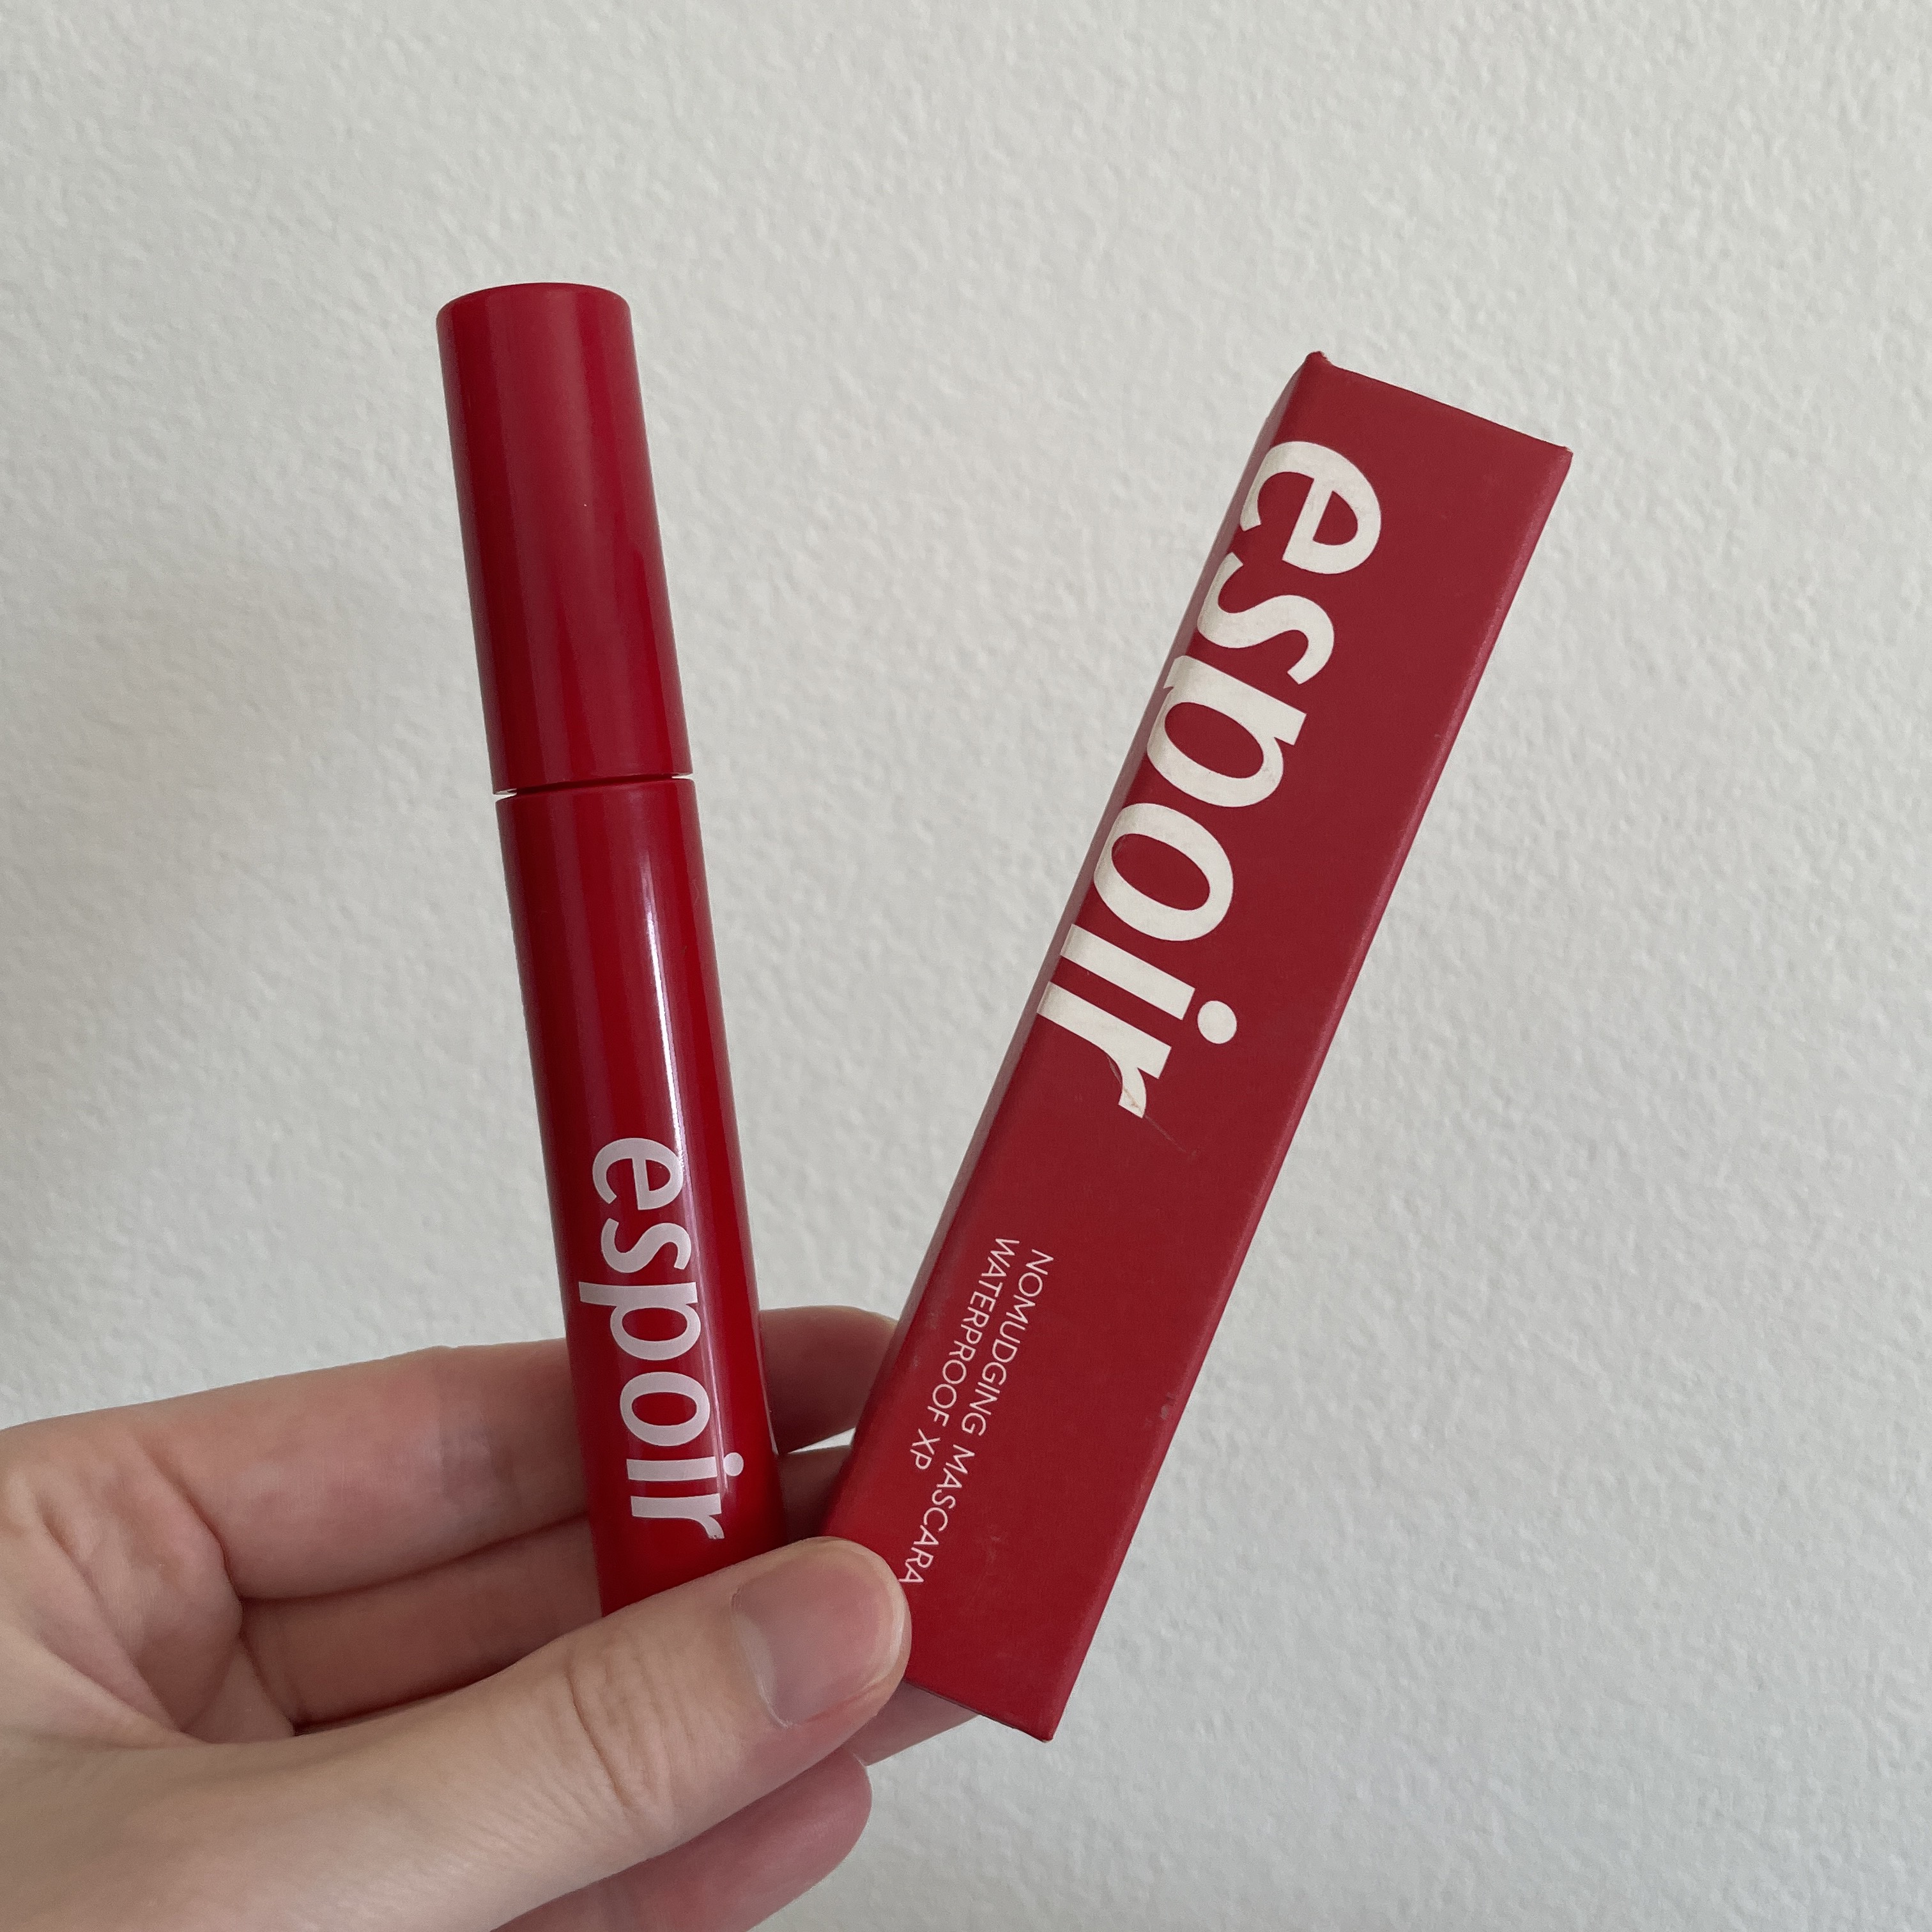 espoir
espoir
NOMUDGING MASCARA
WATERPROOF XP